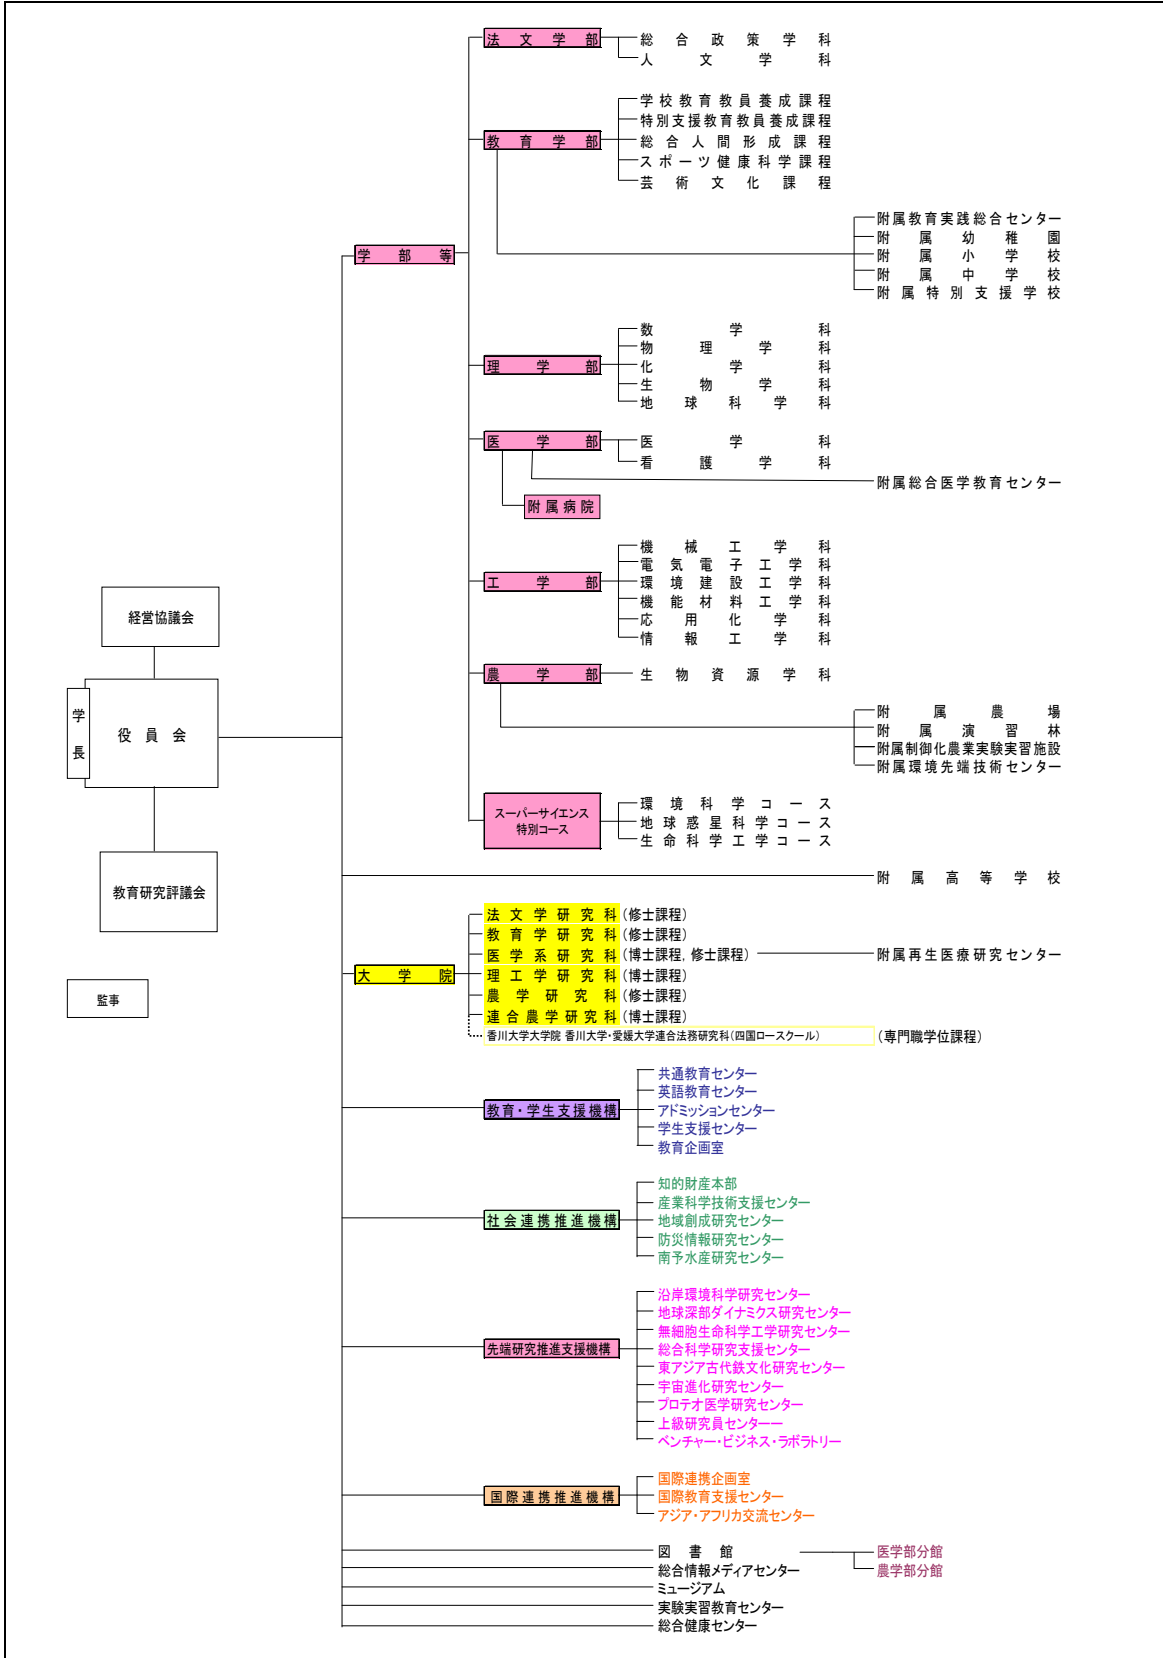 法文学部
総合政策学科
人文学科
教育学部
学校教育教員養成課程
特別支援教育教員養成課程
総合人間形成課程
スポーツ健康科学課程
芸術文化課程
附属教育実践総合センター
附属幼稚園
附属小学校
附属中学校
附属特別支援学校
学部等
理学部
数学科
物理学科
化学科
生物学科
地球科学科
医学部
医学科
看護学科
附属総合医学教育センター
附属病院
工学部
機械工学科
電気電子工学科
環境建設工学科
機能材料工学科
応用化学科
情報工学科
農学部
生物資源学科
附属農場
附属演習林
附属制御化農業実験実習施設
附属環境先端技術センター
スーパーサイエンス
特別コース
環境科学コース
地球惑星科学コース
生命科学工学コース
経営協議会
学長
役員会
教育研究評議会
監事
附属高等学校
大学院
法文学研究科(修士課程)
教育学研究科(修士課程)
医学系研究科(博士課程, 修士課程)
附属再生医療研究センター
理工学研究科(博士課程)
農学研究科(修士課程)
連合農学研究科(博士課程)
香川大学大学院 香川大学・愛媛大学連合法務研究科(四国ロースクール)
(専門職学位課程)
教育・学生支援機構
共通教育センター
英語教育センター
アドミッションセンター
学生支援センター
教育企画室
社会連携推進機構
知的財産本部
産業科学技術支援センター
地域創成研究センター
防災情報研究センター
南予水産研究センター
先端研究推進支援機構
沿岸環境科学研究センター
地球深部ダイナミクス研究センター
無細胞生命科学工学研究センター
総合科学研究支援センター
東アジア古代鉄文化研究センター
宇宙進化研究センター
プロテオ医学研究センター
上級研究員センターー
ベンチャー・ビジネス・ラボラトリー
国際連携推進機構
国際連携企画室
国際教育支援センター
アジア・アフリカ交流センター
図書館
医学部分館
農学部分館
総合情報メディアセンター
ミュージアム
実験実習教育センター
総合健康センター